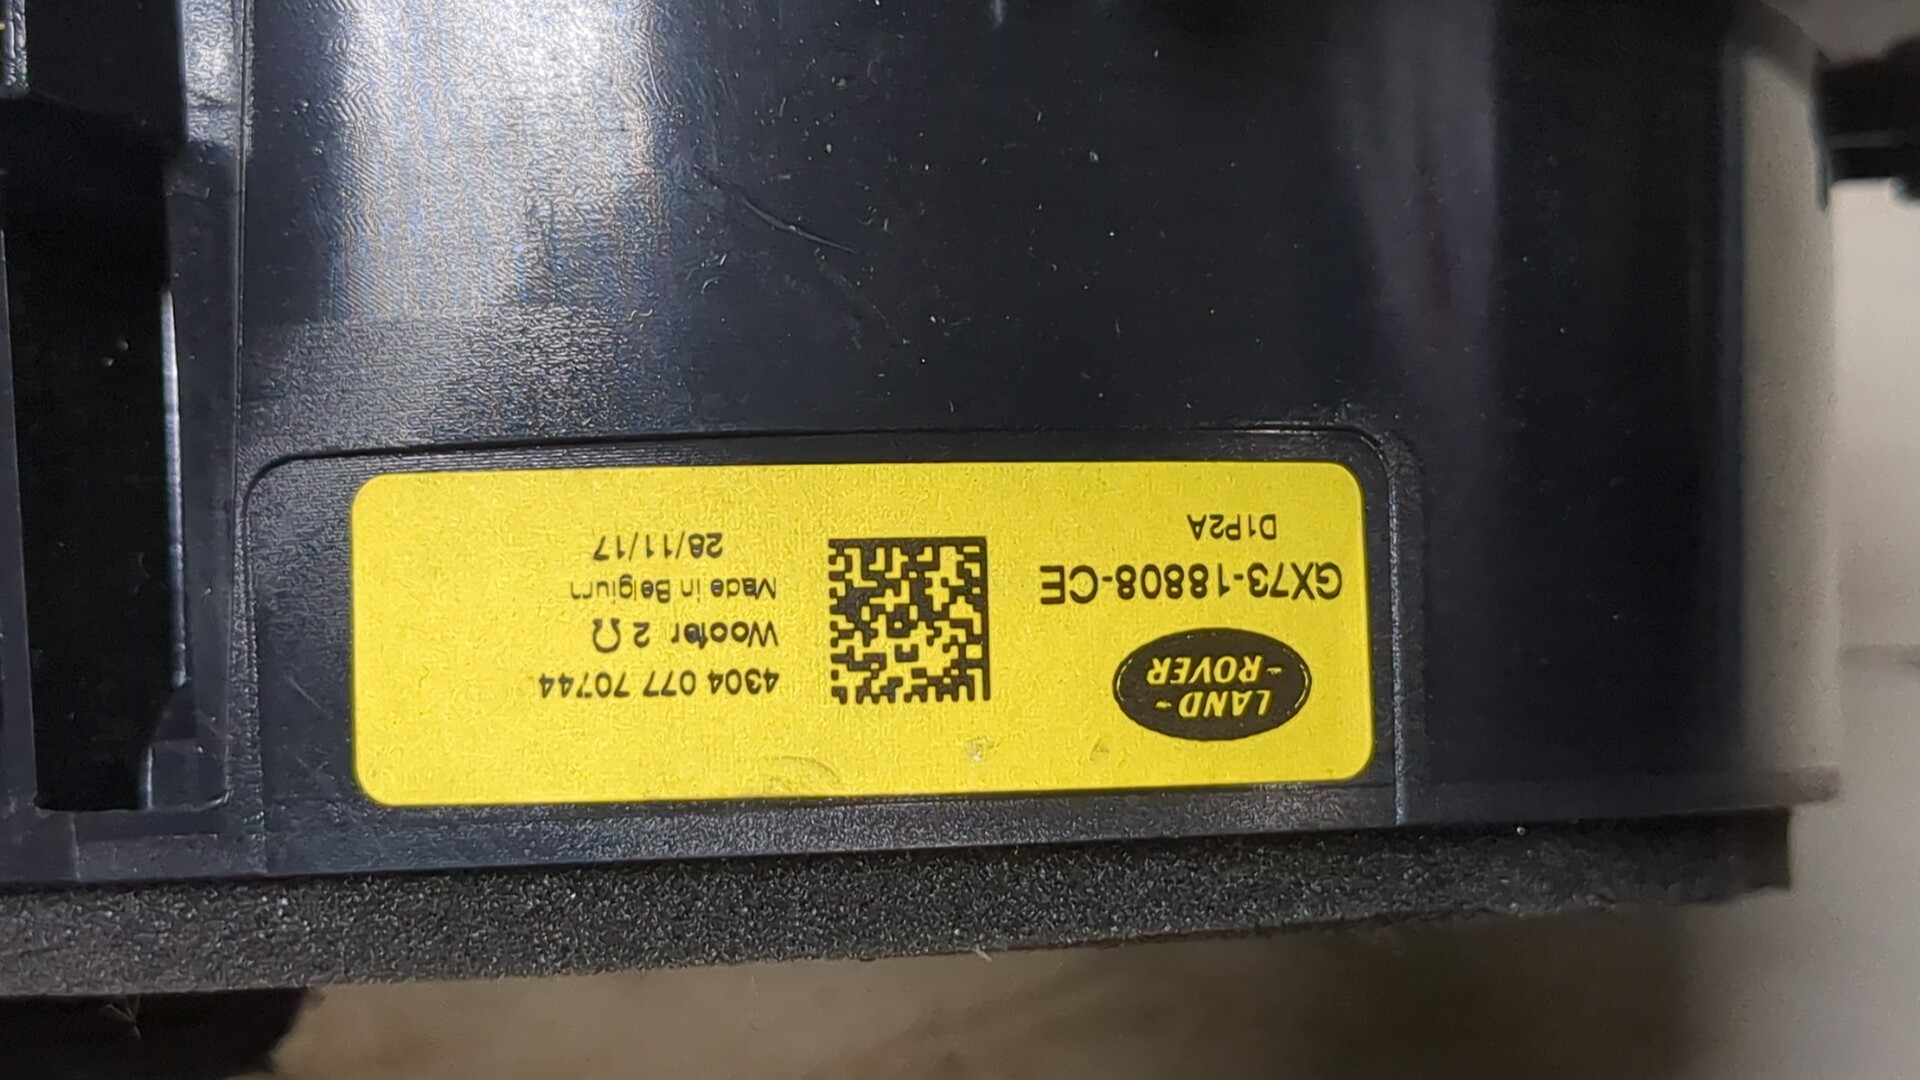 LAND-
-ROVER
GX73-18808-CE
D1P2A
4304 077 70744
Woofer 2 Ω
Made in Belgium
28/11/17